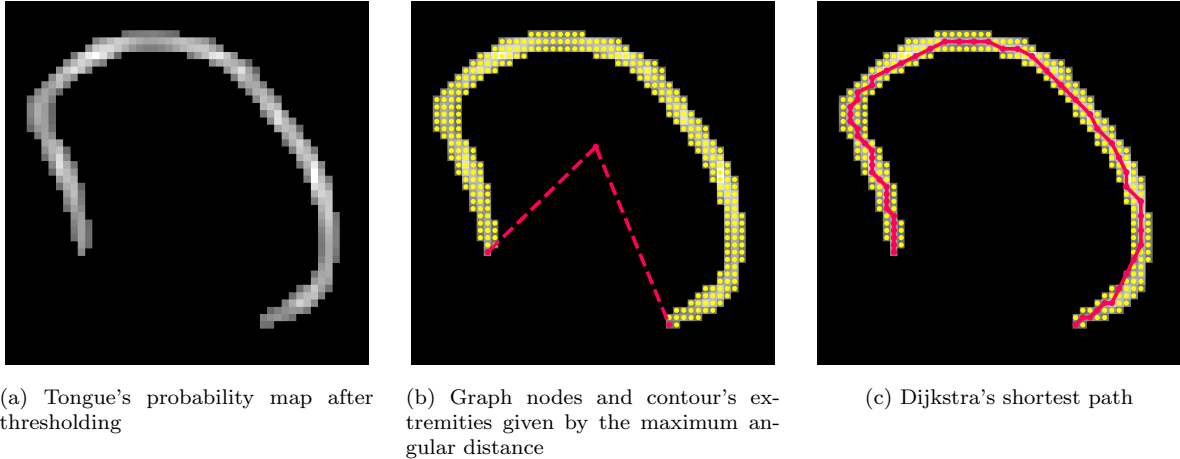 (a) Tongue's probability map after
thresholding
(b) Graph nodes and contour's ex-
tremities given by the maximum an-
gular distance
(c) Dijkstra's shortest path